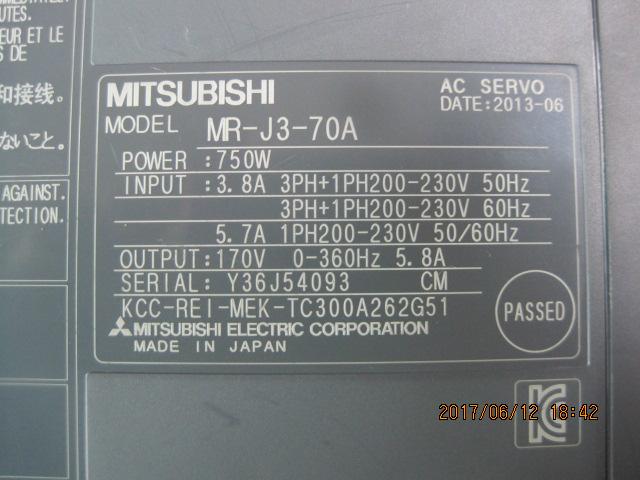 UTES.
EUR ET LE
S DE
和接线。
ないこと。
AGAINST.
TECTION.
MITSUBISHI
AC SERVO
DATE:2013-06
MODEL MR-J3-70A
POWER :750W
INPUT :3.8A 3PH+1PH200-230V 50Hz
3PH+1PH200-230V 60Hz
5.7A 1PH200-230V 50/60Hz
OUTPUT:170V 0-360Hz 5.8A
SERIAL: Y36J54093 CM
KCC-REI-MEK-TC300A262G51
PASSED
MITSUBISHI ELECTRIC CORPORATION
MADE IN JAPAN
2017/06/12 18:42